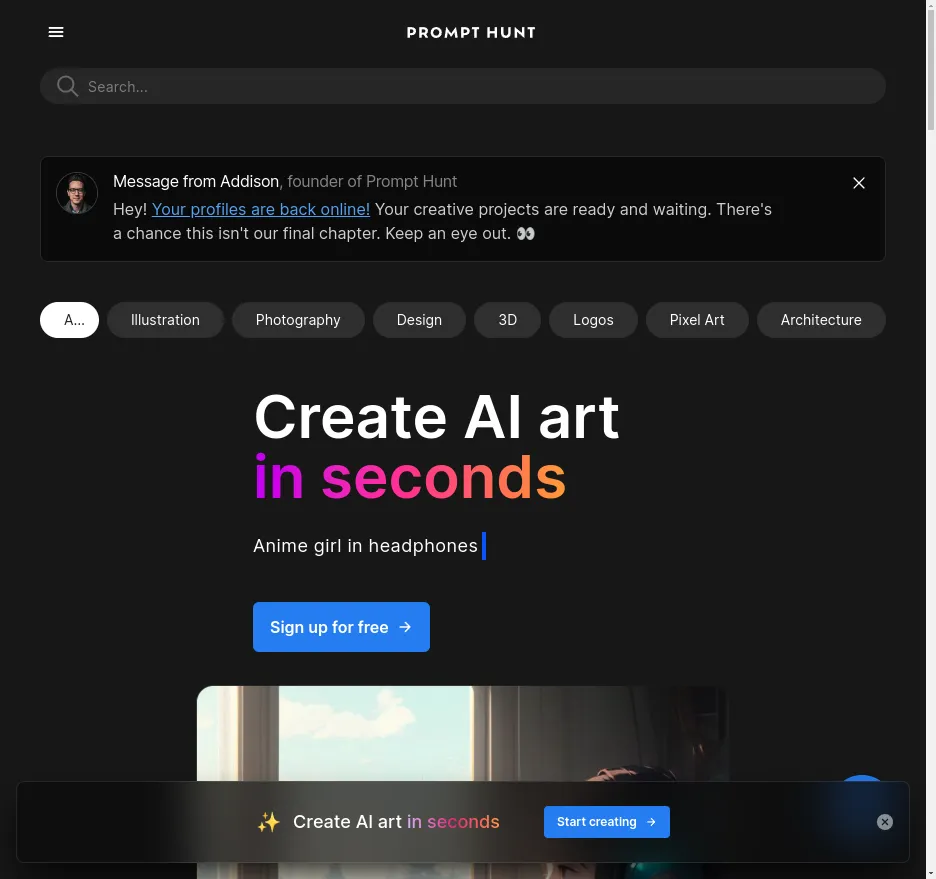 PROMPT HUNT
Search...
Message from Addison, founder of Prompt Hunt
Hey! Your profiles are back online! Your creative projects are ready and waiting. There's
a chance this isn't our final chapter. Keep an eye out. 👀
A... Illustration Photography Design 3D Logos Pixel Art Architecture
Create AI art
in seconds
Anime girl in headphones
Sign up for free →
✨ Create AI art in seconds Start creating →